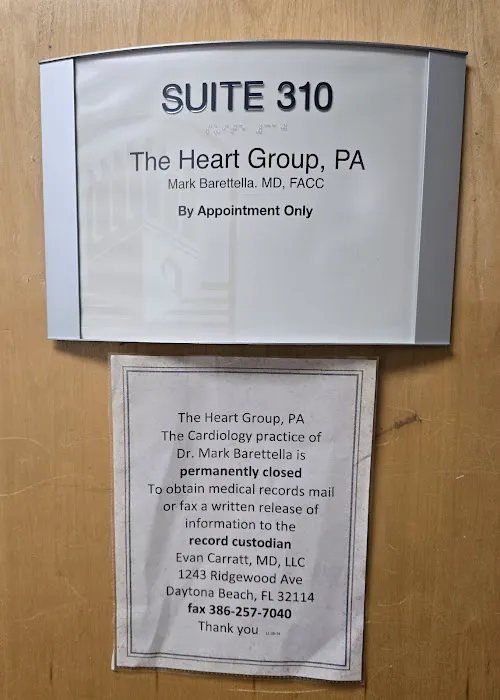 SUITE 310
The Heart Group, PA
Mark Barettella. MD, FACC
By Appointment Only
The Heart Group, PA
The Cardiology practice of
Dr. Mark Barettella is
permanently closed
To obtain medical records mail
or fax a written release of
information to the
record custodian
Evan Carratt, MD, LLC
1243 Ridgewood Ave
Daytona Beach, FL 32114
fax 386-257-7040
Thank you